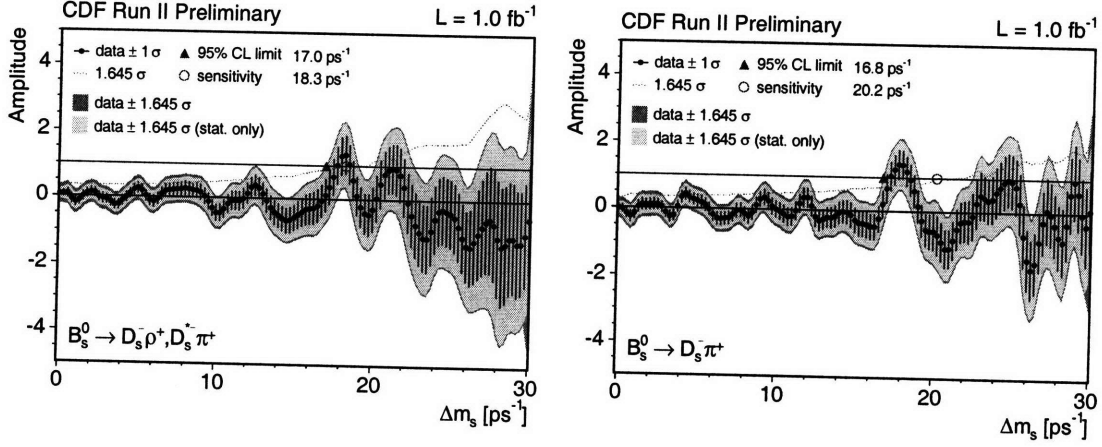 CDF Run II Preliminary L = 1.0 fb⁻¹
Amplitude
4
2
0
-2
-4
data ± 1 σ 95% CL limit 17.0 ps⁻¹
1.645 σ sensitivity 18.3 ps⁻¹
data ± 1.645 σ
data ± 1.645 σ (stat. only)
B⁰ₛ → D⁻ₛρ⁺,D*⁻ₛπ⁺
0 10 20 30
Δmₛ [ps⁻¹]
CDF Run II Preliminary L = 1.0 fb⁻¹
Amplitude
4
2
0
-2
-4
data ± 1 σ 95% CL limit 16.8 ps⁻¹
1.645 σ sensitivity 20.2 ps⁻¹
data ± 1.645 σ
data ± 1.645 σ (stat. only)
B⁰ₛ → D⁻ₛπ⁺
0 10 20 30
Δmₛ [ps⁻¹]